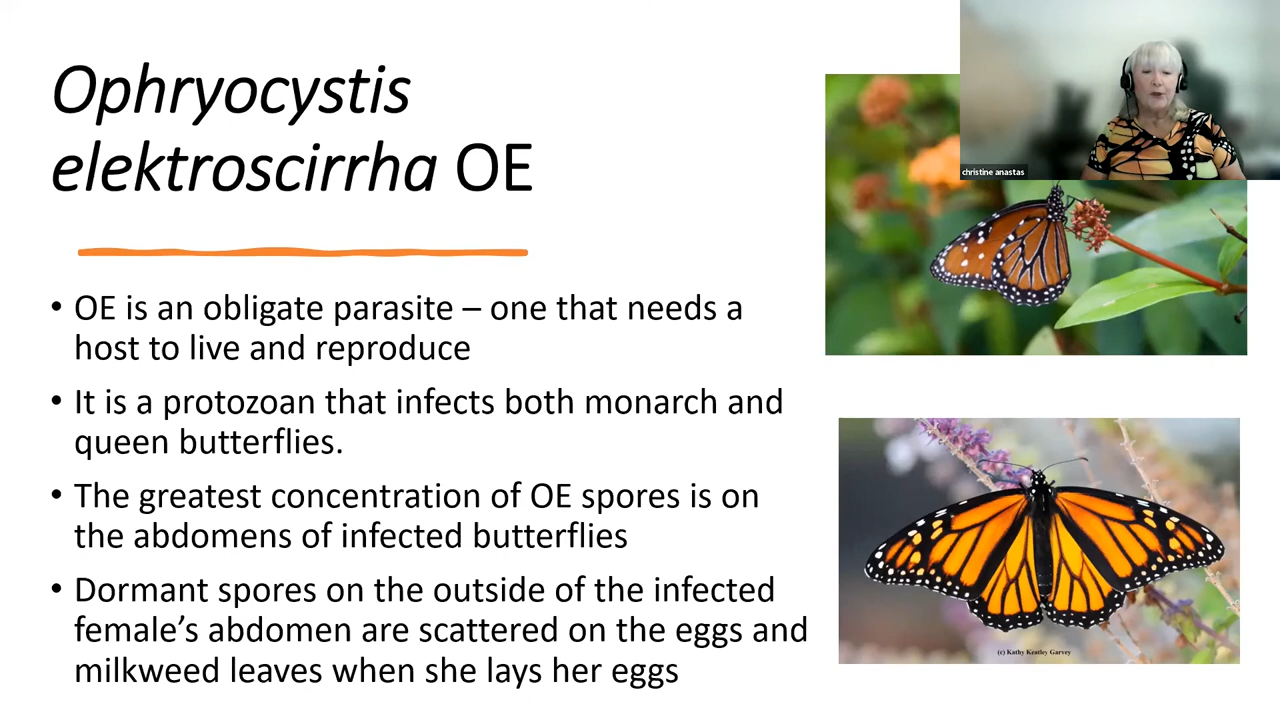 Ophryocystis
elektroscirrha OE
• OE is an obligate parasite – one that needs a
host to live and reproduce
• It is a protozoan that infects both monarch and
queen butterflies.
• The greatest concentration of OE spores is on
the abdomens of infected butterflies
• Dormant spores on the outside of the infected
female’s abdomen are scattered on the eggs and
milkweed leaves when she lays her eggs
christine anastas
(c) Kathy Keatley Garvey